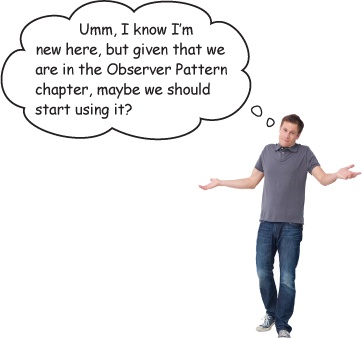 Umm, I know I'm
new here, but given that we
are in the Observer Pattern
chapter, maybe we should
start using it?